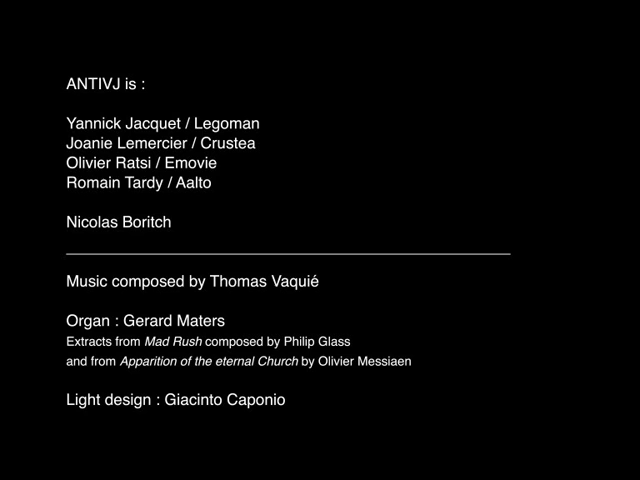 ANTIVJ is :
Yannick Jacquet / Legoman
Joanie Lemercier / Crustea
Olivier Ratsi / Emovie
Romain Tardy / Aalto
Nicolas Boritch
Music composed by Thomas Vaquié
Organ : Gerard Maters
Extracts from Mad Rush composed by Philip Glass
and from Apparition of the eternal Church by Olivier Messiaen
Light design : Giacinto Caponio